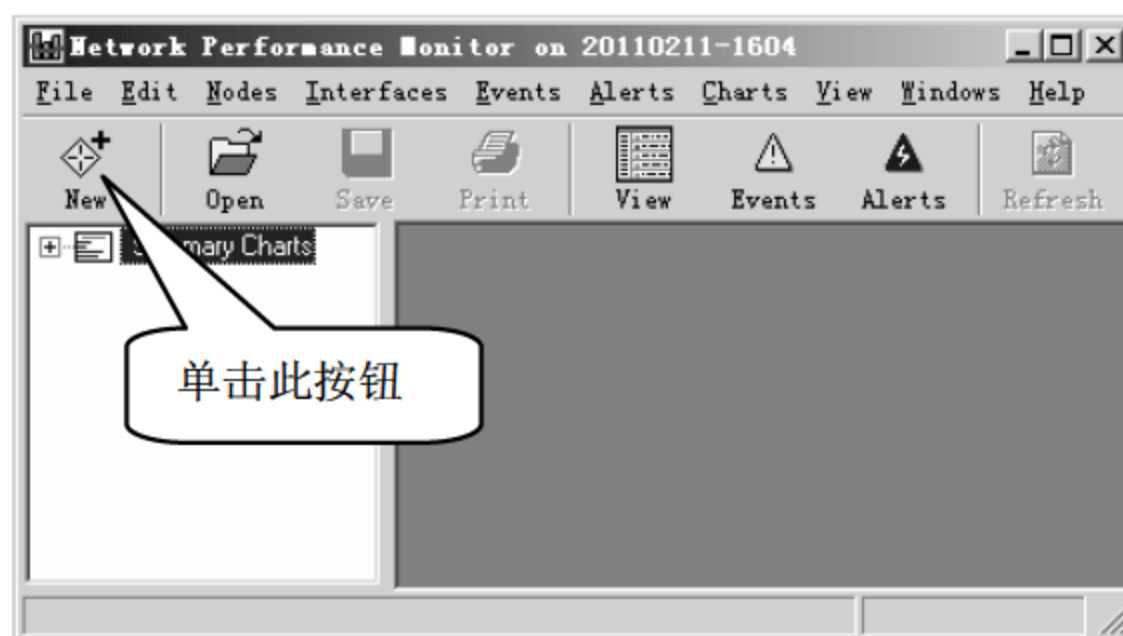 Network Performance Monitor on 20110211-1604
File Edit Nodes Interfaces Events Alerts Charts View Windows Help
New Open Save Print View Events Alerts Refresh
mary Charts
单击此按钮